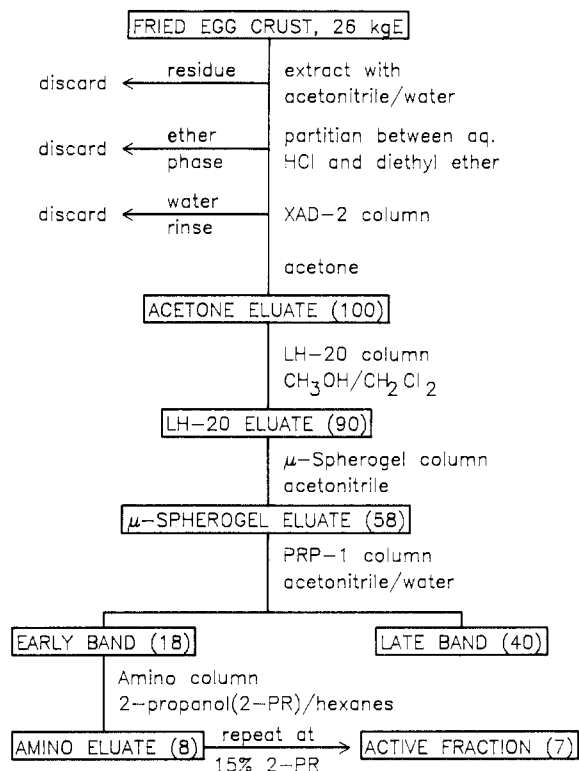 FRIED EGG CRUST, 26 kgE
residue
extract with
discard
acetonitrile/water
ether
partition between aq.
discard
phase
HCl and diethyl ether
water
discard
XAD-2 column
rinse
acetone
ACETONE ELUATE (100)
LH-20 column
CH₃OH/CH₂Cl₂
LH-20 ELUATE (90)
μ-Spherogel column
acetonitrile
μ-SPHEROGEL ELUATE (58)
PRP-1 column
acetonitrile/water
EARLY BAND (18)
LATE BAND (40)
Amino column
2-propanol(2-PR)/hexanes
AMINO ELUATE (8)
repeat at
15% 2-PR
ACTIVE FRACTION (7)